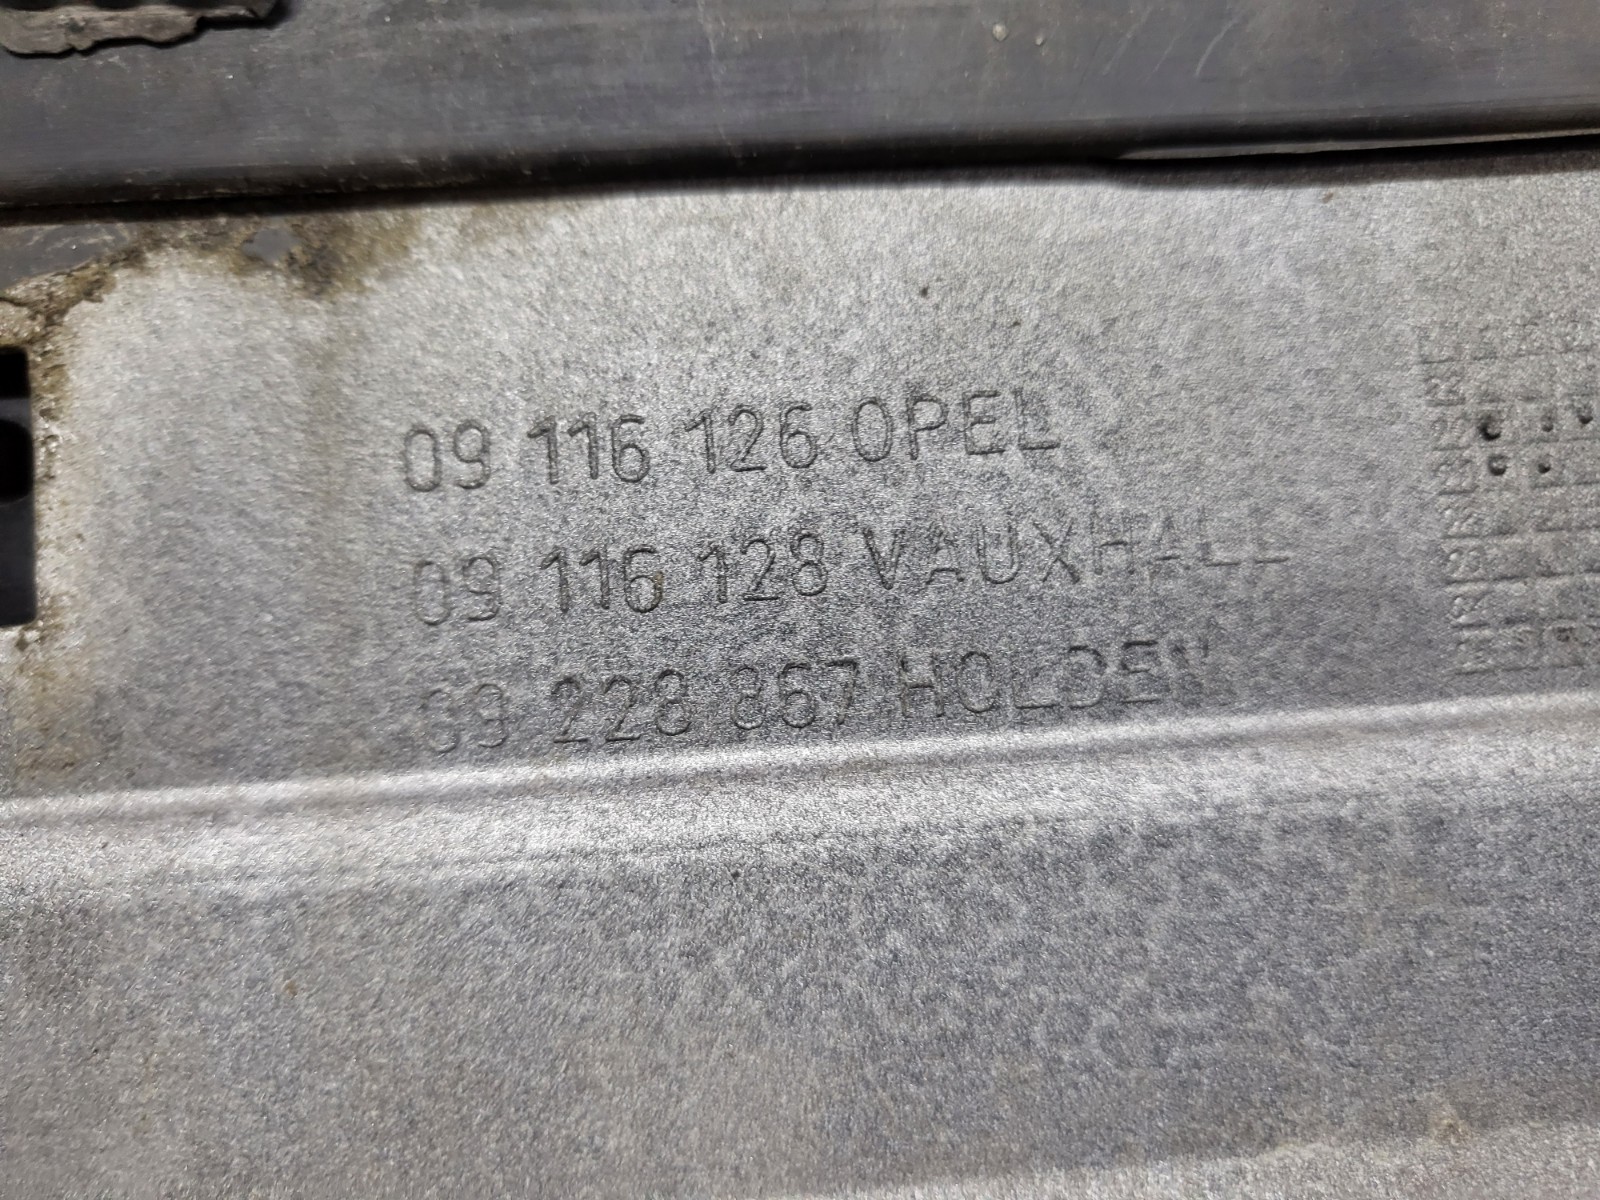 09 116 126 OPEL
09 116 128 VAUXHALL
09 228 867 HOLDEN